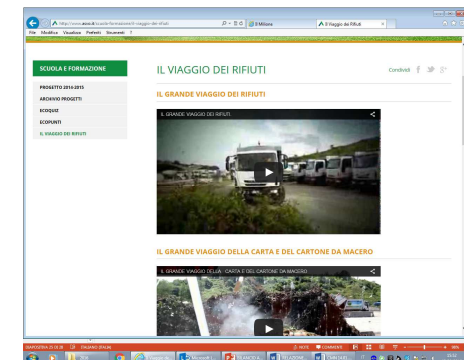 http://www.asvo.it/scuola-formazione/il-viaggio-dei-rifiuti
Il Milione
Il Viaggio dei Rifiuti
File Modifica Visualizza Preferiti Strumenti ?
SCUOLA E FORMAZIONE
PROGETTO 2014-2015
ARCHIVIO PROGETTI
ECOQUIZ
ECOPUNTI
IL VIAGGIO DEI RIFIUTI
IL VIAGGIO DEI RIFIUTI
Condividi
IL GRANDE VIAGGIO DEI RIFIUTI
IL GRANDE VIAGGIO DEI RIFIUTI
IL GRANDE VIAGGIO DELLA CARTA E DEL CARTONE DA MACERO
IL GRANDE VIAGGIO DELLA CARTA E DEL CARTONE DA MACERO
ITALIANO (ITALIA)
NOTE
COMMENTI